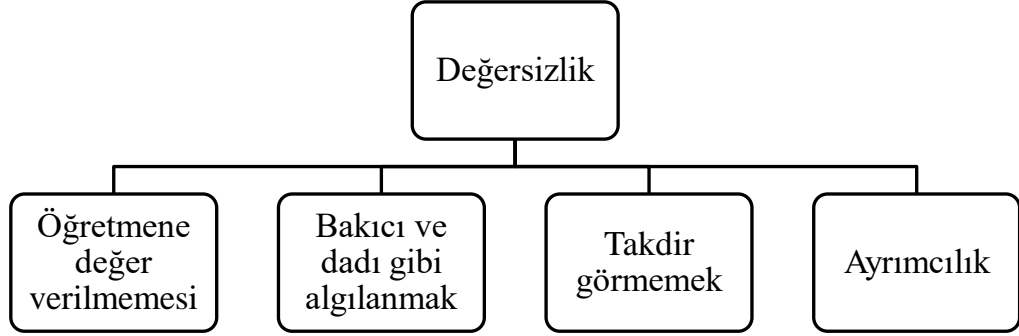 Değersizlik
Öğretmene
değer
verilmemesi
Bakıcı ve
dadı gibi
algılanmak
Takdir
görmemek
Ayrımcılık